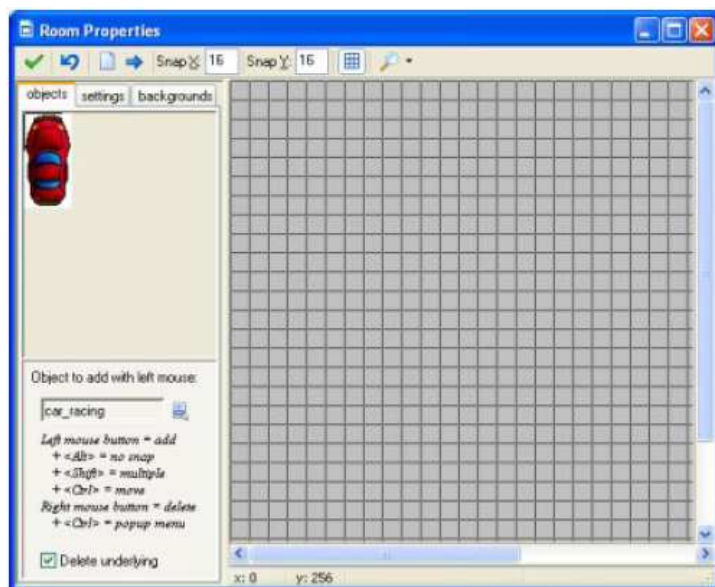 Room Properties
Snap X: 16 Snap Y: 16
objects settings backgrounds
Object to add with left mouse:
car_racing
Left mouse button = add
+ <Alt> = no snap
+ <Shift> = multiple
+ <Ctrl> = move
Right mouse button = delete
+ <Ctrl> = popup menu
Delete underlying
x: 0 y: 256